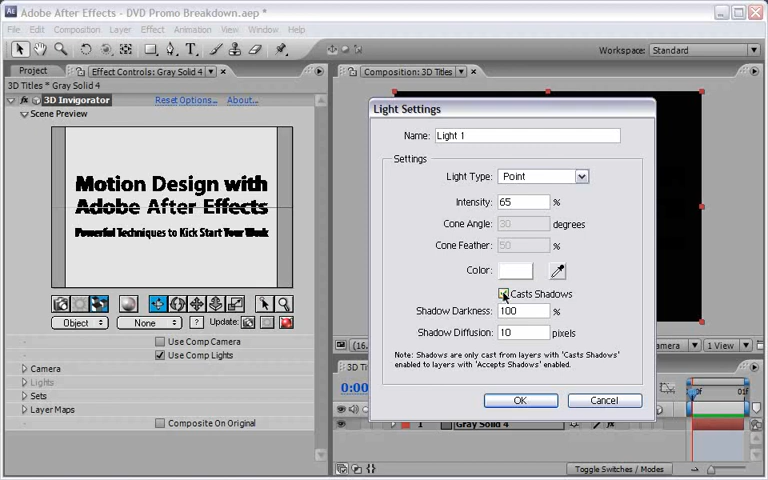 Adobe After Effects - DVD Promo Breakdown.aep *
File Edit Composition Layer Effect Animation View Window Help
Workspace: Standard
Project Effect Controls: Gray Solid 4
Composition: 3D Titles
3D Titles * Gray Solid 4
fx 3D Invigorator Reset Options... About...
Scene Preview
Motion Design with
Adobe After Effects
Powerful Techniques to Kick Start Your Work
Object None ? Update:
Use Comp Camera
Use Comp Lights
Camera
Lights
Sets
Layer Maps
Composite On Original
Light Settings
Name: Light 1
Settings
Light Type: Point
Intensity: 65 %
Cone Angle: 30 degrees
Cone Feather: 50 %
Color:
Casts Shadows
Shadow Darkness: 100 %
Shadow Diffusion: 10 pixels
Note: Shadows are only cast from layers with 'Casts Shadows'
enabled to layers with 'Accepts Shadows' enabled.
OK Cancel
1 View
1 Gray Solid 4
01f
Toggle Switches / Modes